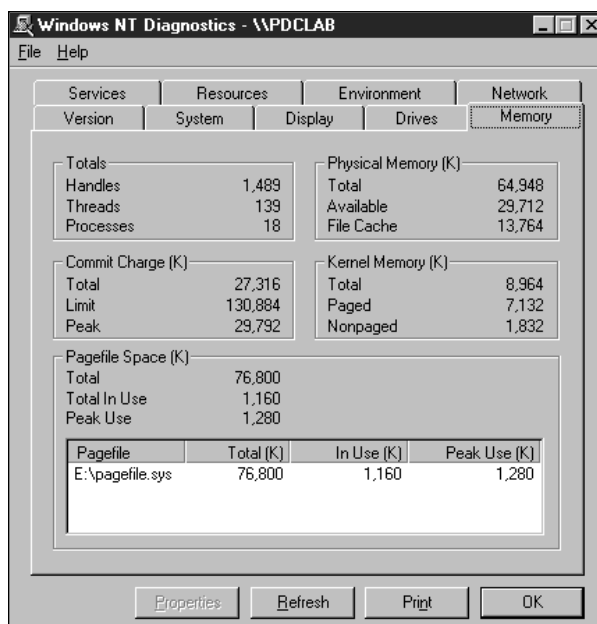 Windows NT Diagnostics - \\PDCLAB
File Help
Services Resources Environment Network
Version System Display Drives Memory
Totals
Handles 1,489
Threads 139
Processes 18
Physical Memory (K)
Total 64,948
Available 29,712
File Cache 13,764
Commit Charge (K)
Total 27,316
Limit 130,884
Peak 29,792
Kernel Memory (K)
Total 8,964
Paged 7,132
Nonpaged 1,832
Pagefile Space (K)
Total 76,800
Total In Use 1,160
Peak Use 1,280
Pagefile Total (K) In Use (K) Peak Use (K)
E:\pagefile.sys 76,800 1,160 1,280
Properties Refresh Print OK